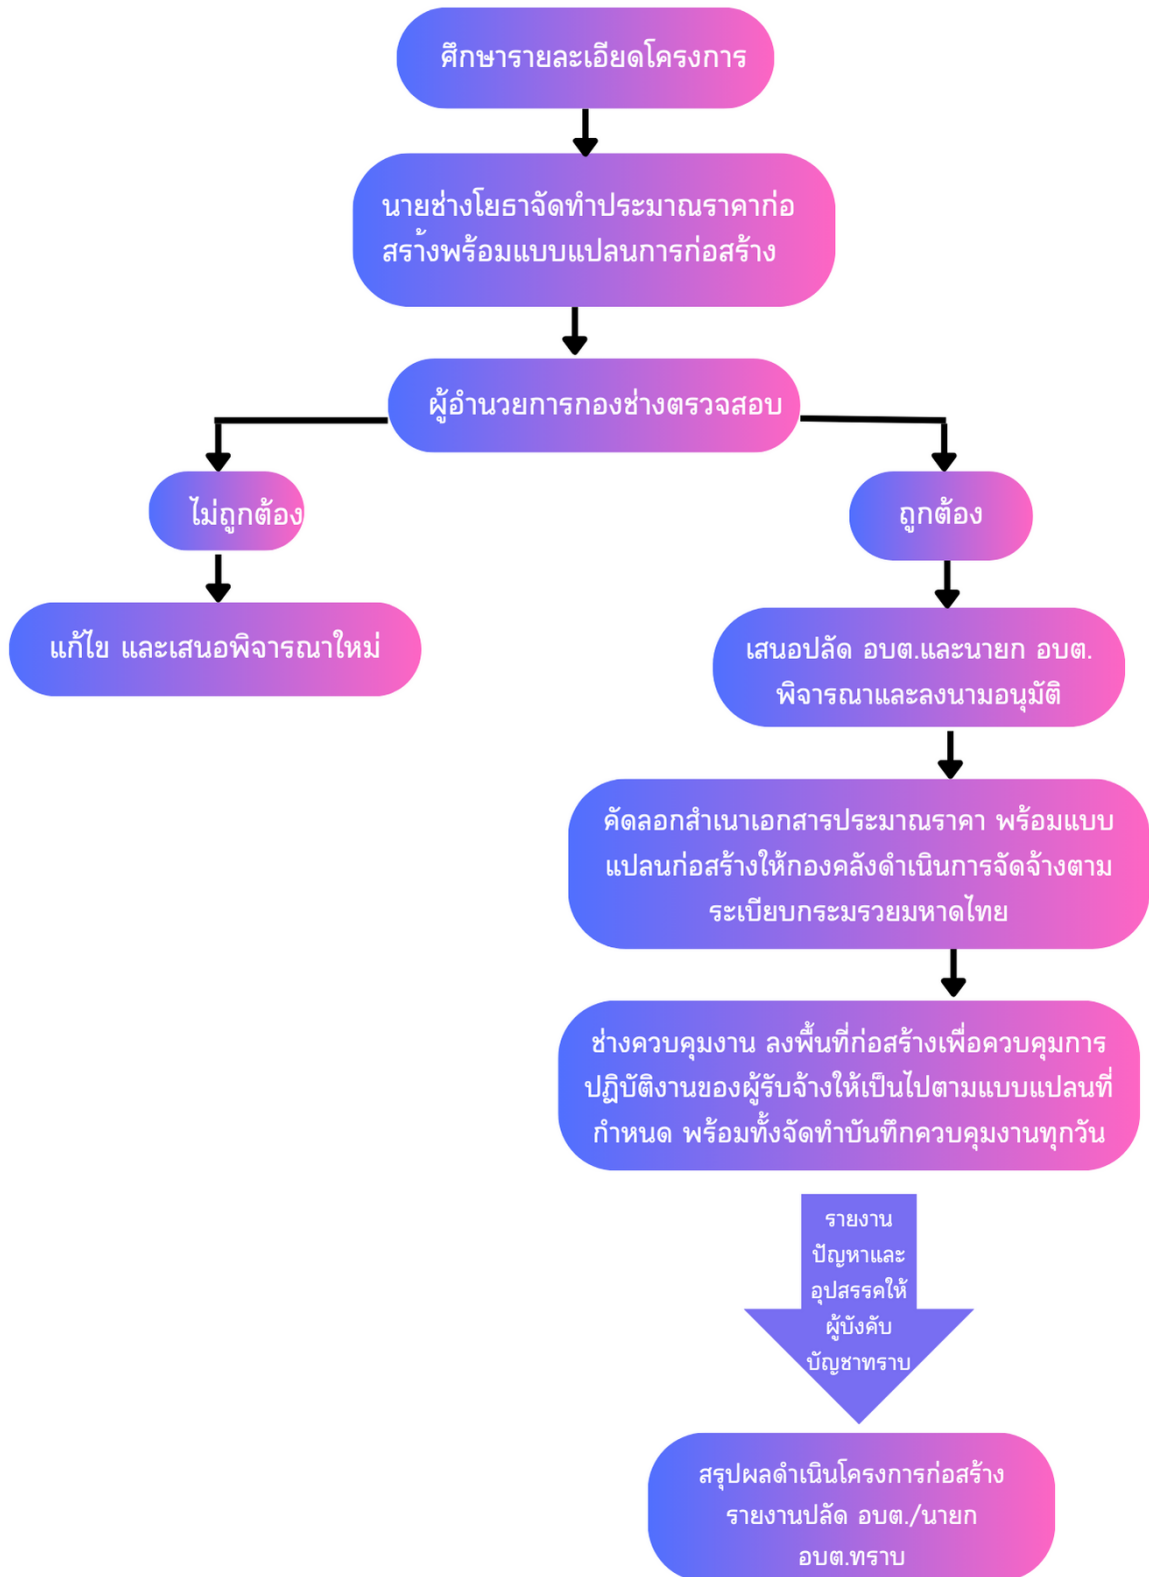 ศึกษารายละเอียดโครงการ
นายช่างโยธาจัดทำประมาณราคาก่อ
สรา้งพร้อมแบบแปลนการก่อสร้าง
ผู้อำนวยการกองช่างตรวจสอบ
ไม่ถูกต้อง
ถูกต้อง
แก้ไข และเสนอพิจารณาใหม่
เสนอปลัด อบต.และนายก อบต.
พิจารณาและลงนามอนุมัติ
คัดลอกสำเนาเอกสารประมาณราคา พร้อมแบบ
แปลนก่อสร้างให้กองคลังดำเนินการจัดจ้างตาม
ระเบียบกระมรวยมหาดไทย
ช่างควบคุมงาน ลงพื้นที่ก่อสร้างเพื่อควบคุมการ
ปฏิบัติงานของผู้รับจ้างให้เป็นไปตามแบบแปลนที่
กำหนด พร้อมทั้งจัดทำบันทึกควบคุมงานทุกวัน
รายงาน
ปัญหาและ
อุปสรรคให้
ผู้บังคับ
บัญชาทราบ
สรุปผลดำเนินโครงการก่อสร้าง
รายงานปลัด อบต./นายก
อบต.ทราบ